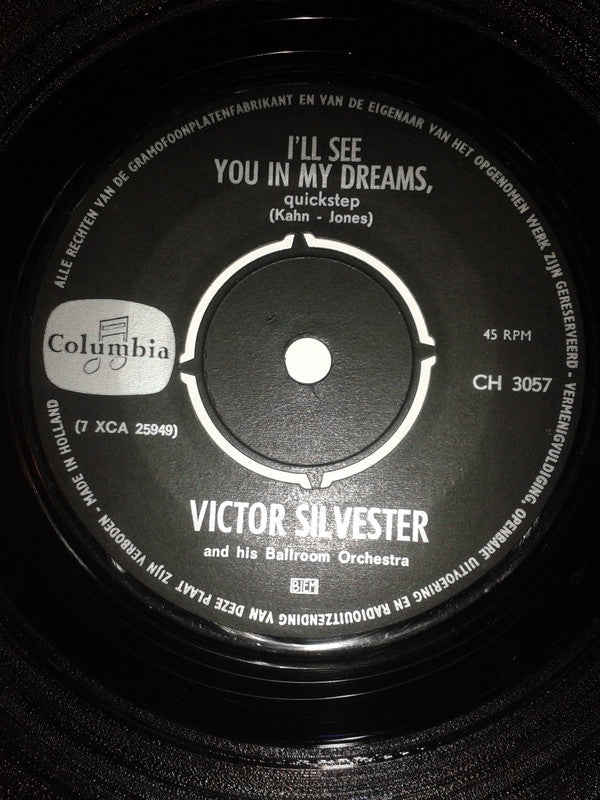 ALLE RECHTEN VAN DE GRAMOFOONPLATENFABRIKANT EN VAN DE EIGENAAR VAN HET OPGENOMEN WERK ZIJN GERESERVEERD - VERMENIGVULDIGING, OPENBARE UITVOERING EN RADIOUITZENDING VAN DEZE PLAAT ZIJN VERBODEN - MADE IN HOLLAND
I'LL SEE
YOU IN MY DREAMS,
quickstep
(Kahn - Jones)
Columbia
45 RPM
CH 3057
(7 XCA 25949)
VICTOR SILVESTER
and his Ballroom Orchestra
BIEM